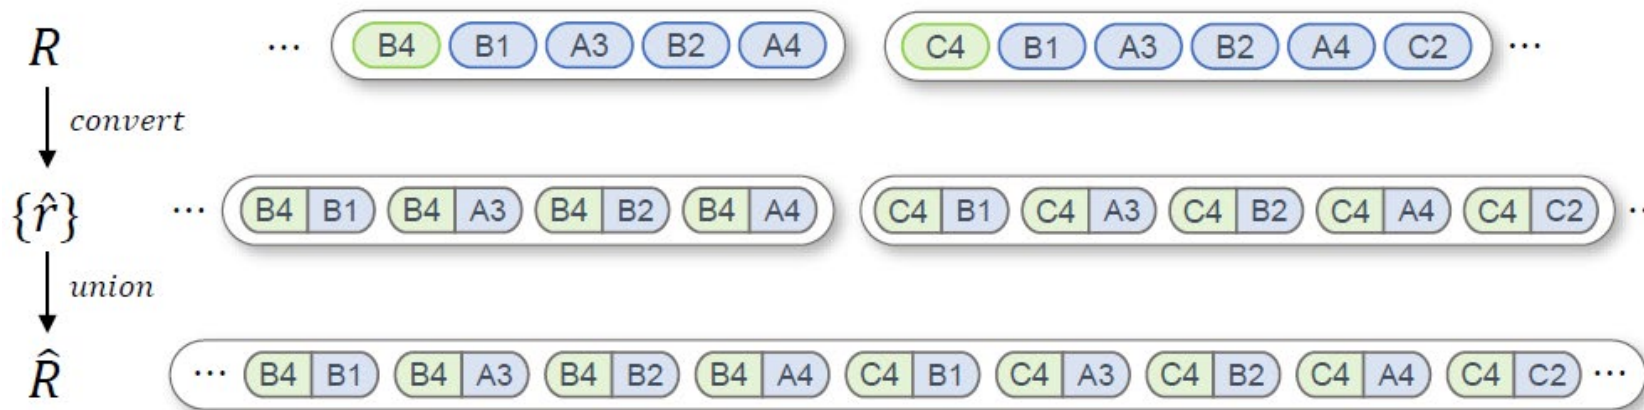 R ... B4 B1 A3 B2 A4 C4 B1 A3 B2 A4 C2 ...
convert
{r̂} ... B4 B1 B4 A3 B4 B2 B4 A4 C4 B1 C4 A3 C4 B2 C4 A4 C4 C2 ...
union
R̂ ... B4 B1 B4 A3 B4 B2 B4 A4 C4 B1 C4 A3 C4 B2 C4 A4 C4 C2 ...